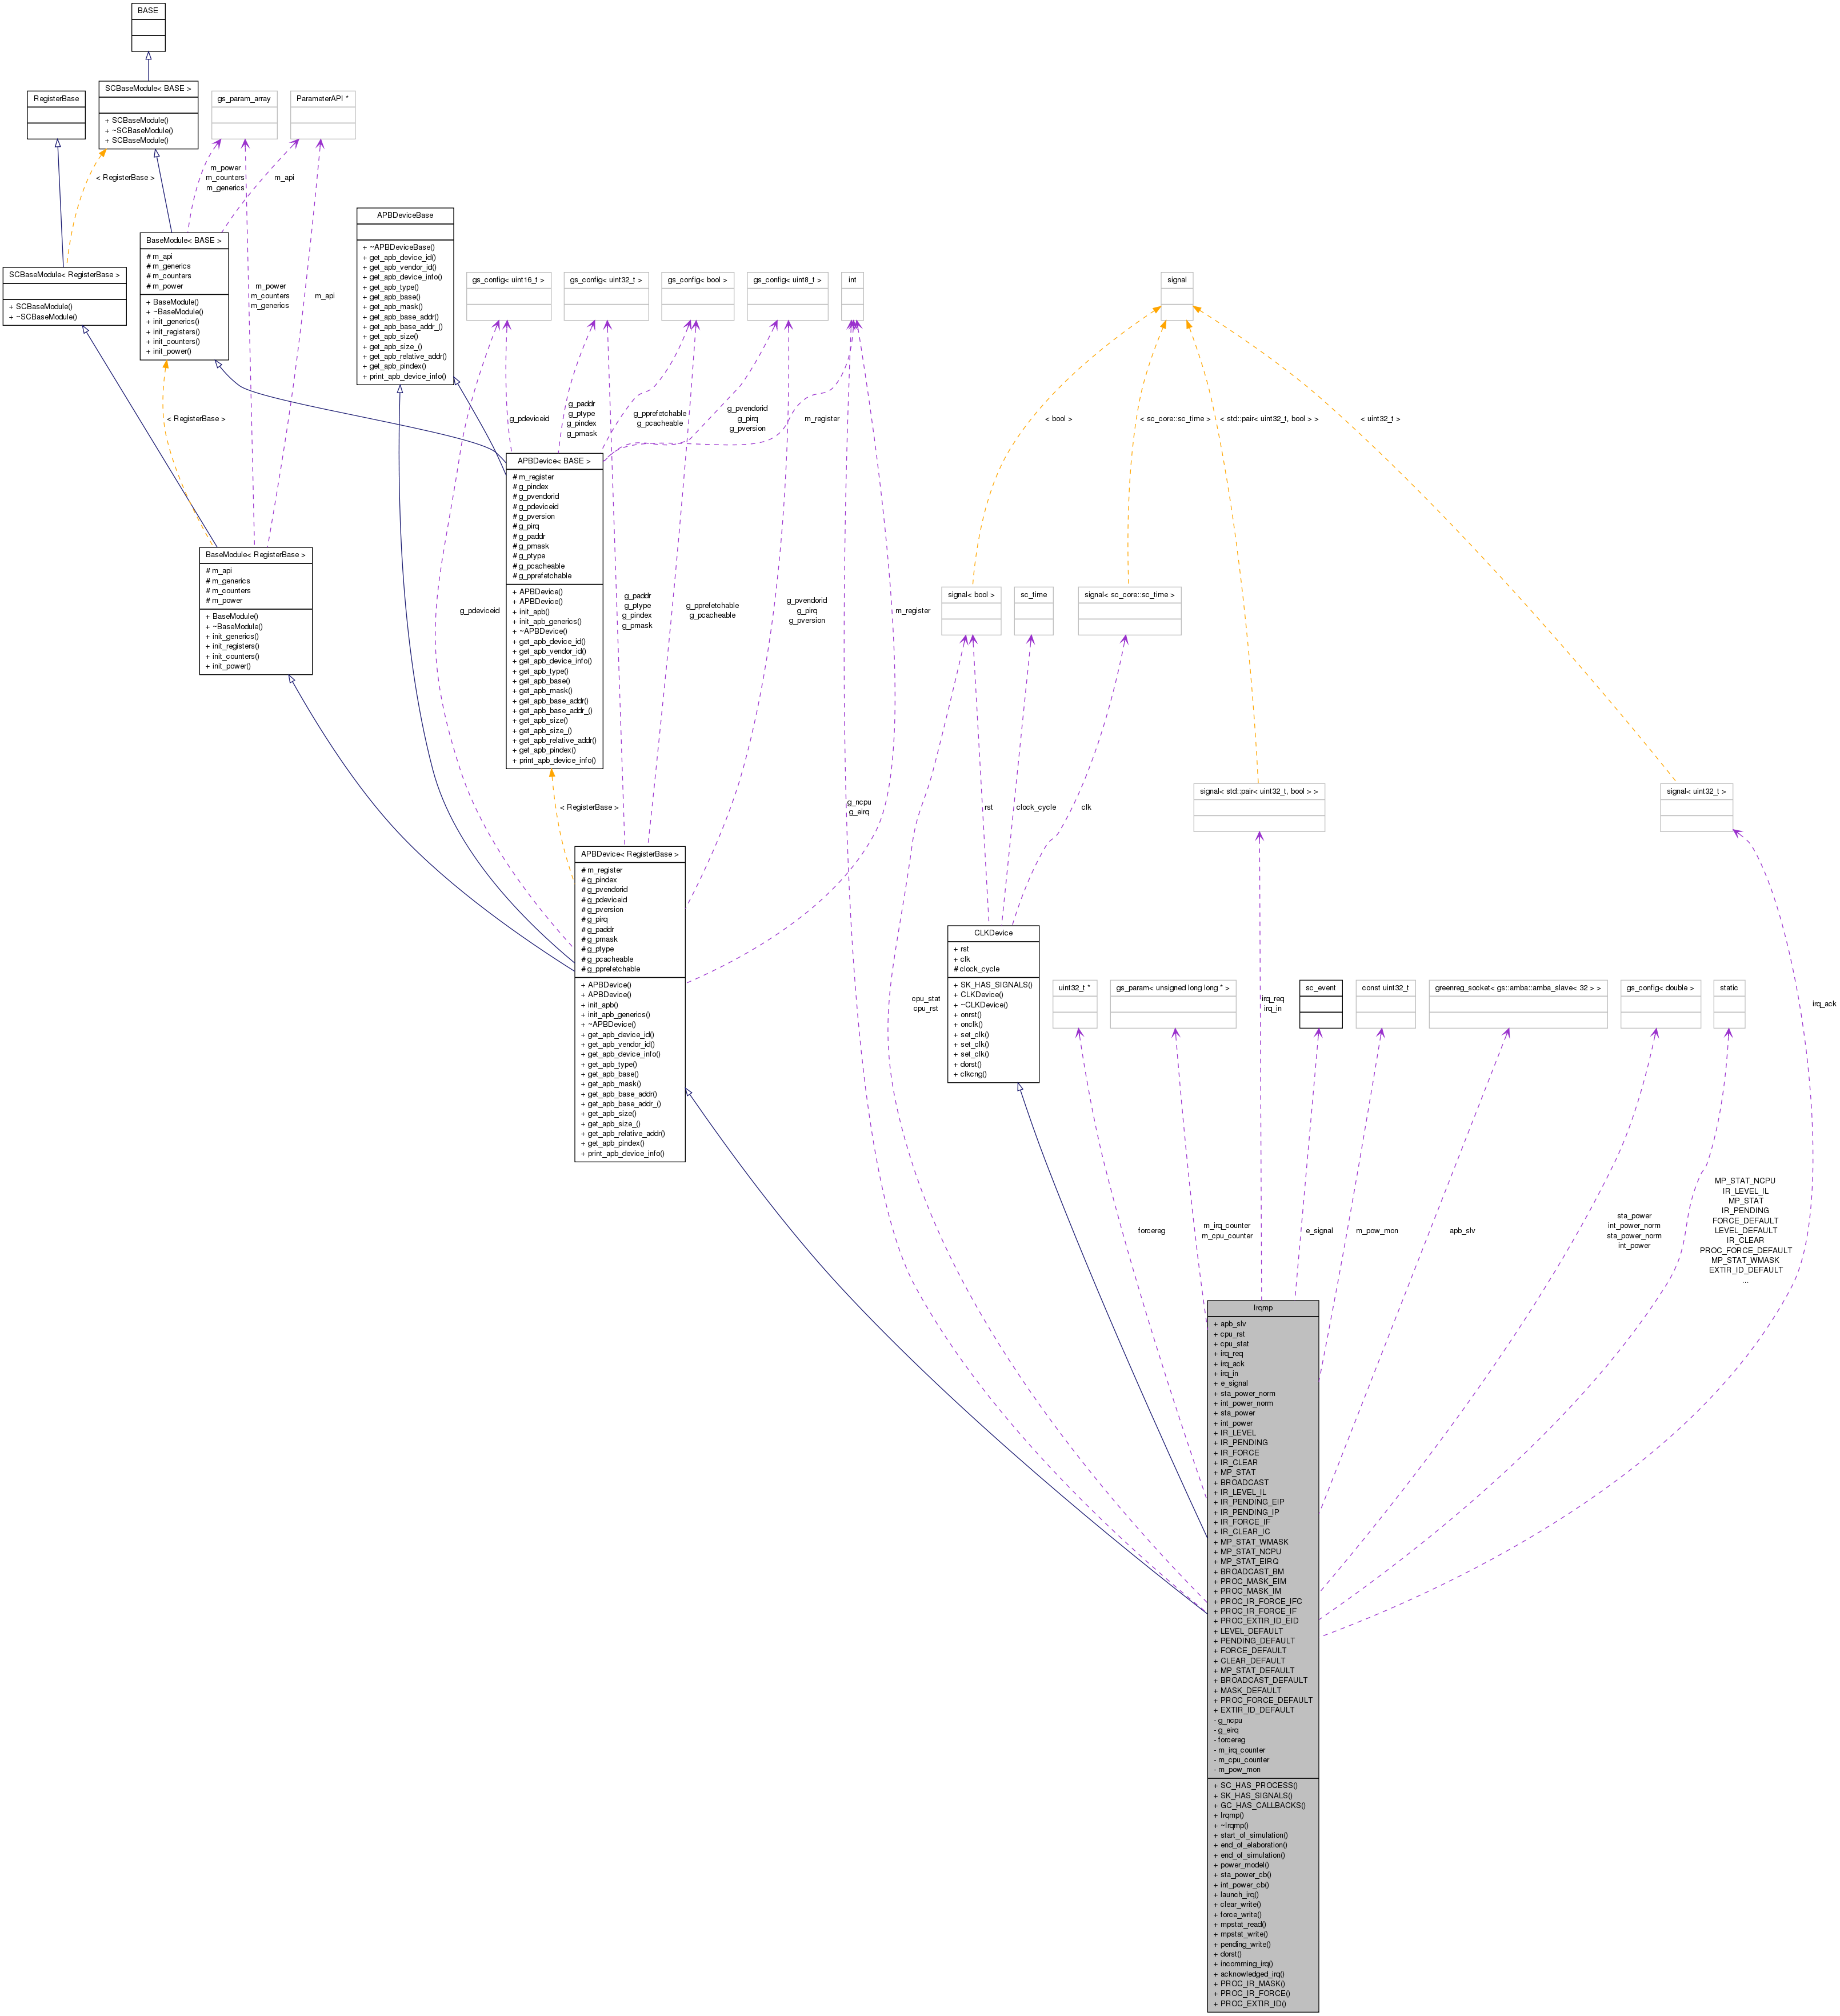 BASE
SCBaseModule< BASE >
+ SCBaseModule()
+ ~SCBaseModule()
+ SCBaseModule()
RegisterBase
gs_param_array
ParameterAPI *
< RegisterBase >
m_power
m_counters
m_generics
m_api
BaseModule< BASE >
# m_api
# m_generics
# m_counters
# m_power
+ BaseModule()
+ ~BaseModule()
+ init_generics()
+ init_registers()
+ init_counters()
+ init_power()
SCBaseModule< RegisterBase >
+ SCBaseModule()
+ ~SCBaseModule()
m_power
m_counters
m_generics
m_api
APBDeviceBase
+ ~APBDeviceBase()
+ get_apb_device_id()
+ get_apb_vendor_id()
+ get_apb_device_info()
+ get_apb_type()
+ get_apb_base()
+ get_apb_mask()
+ get_apb_base_addr()
+ get_apb_base_addr_()
+ get_apb_size()
+ get_apb_size_()
+ get_apb_relative_addr()
+ get_apb_pindex()
+ print_apb_device_info()
gs_config< uint16_t >
gs_config< uint32_t >
gs_config< bool >
gs_config< uint8_t >
int
signal
< RegisterBase >
g_pdeviceid
g_paddr
g_ptype
g_pindex
g_pmask
g_pprefetchable
g_pcacheable
g_pvendorid
g_pirq
g_pversion
m_register
< bool >
< sc_core::sc_time >
< std::pair< uint32_t, bool > >
< uint32_t >
APBDevice< BASE >
# m_register
# g_pindex
# g_pvendorid
# g_pdeviceid
# g_pversion
# g_pirq
# g_paddr
# g_pmask
# g_ptype
# g_pcacheable
# g_pprefetchable
+ APBDevice()
+ APBDevice()
+ init_apb()
+ init_apb_generics()
+ ~APBDevice()
+ get_apb_device_id()
+ get_apb_vendor_id()
+ get_apb_device_info()
+ get_apb_type()
+ get_apb_base()
+ get_apb_mask()
+ get_apb_base_addr()
+ get_apb_base_addr_()
+ get_apb_size()
+ get_apb_size_()
+ get_apb_relative_addr()
+ get_apb_pindex()
+ print_apb_device_info()
BaseModule< RegisterBase >
# m_api
# m_generics
# m_counters
# m_power
+ BaseModule()
+ ~BaseModule()
+ init_generics()
+ init_registers()
+ init_counters()
+ init_power()
g_pdeviceid
g_paddr
g_ptype
g_pindex
g_pmask
g_pprefetchable
g_pcacheable
g_pvendorid
g_pirq
g_pversion
m_register
signal< bool >
sc_time
signal< sc_core::sc_time >
< RegisterBase >
g_ncpu
g_eirq
rst
clock_cycle
clk
signal< std::pair< uint32_t, bool > >
signal< uint32_t >
APBDevice< RegisterBase >
# m_register
# g_pindex
# g_pvendorid
# g_pdeviceid
# g_pversion
# g_pirq
# g_paddr
# g_pmask
# g_ptype
# g_pcacheable
# g_pprefetchable
+ APBDevice()
+ APBDevice()
+ init_apb()
+ init_apb_generics()
+ ~APBDevice()
+ get_apb_device_id()
+ get_apb_vendor_id()
+ get_apb_device_info()
+ get_apb_type()
+ get_apb_base()
+ get_apb_mask()
+ get_apb_base_addr()
+ get_apb_base_addr_()
+ get_apb_size()
+ get_apb_size_()
+ get_apb_relative_addr()
+ get_apb_pindex()
+ print_apb_device_info()
cpu_stat
cpu_rst
CLKDevice
+ rst
+ clk
# clock_cycle
+ SK_HAS_SIGNALS()
+ CLKDevice()
+ ~CLKDevice()
+ onrst()
+ onclk()
+ set_clk()
+ set_clk()
+ set_clk()
+ dorst()
+ clkcng()
uint32_t *
gs_param< unsigned long long * >
irq_req
irq_in
sc_event
const uint32_t
greenreg_socket< gs::amba::amba_slave< 32 > >
gs_config< double >
static
irq_ack
forcereg
m_irq_counter
m_cpu_counter
e_signal
m_pow_mon
apb_slv
sta_power
int_power_norm
sta_power_norm
int_power
MP_STAT_NCPU
IR_LEVEL_IL
MP_STAT
IR_PENDING
FORCE_DEFAULT
LEVEL_DEFAULT
IR_CLEAR
PROC_FORCE_DEFAULT
MP_STAT_WMASK
EXTIR_ID_DEFAULT
...
Irqmp
+ apb_slv
+ cpu_rst
+ cpu_stat
+ irq_req
+ irq_ack
+ irq_in
+ e_signal
+ sta_power_norm
+ int_power_norm
+ sta_power
+ int_power
+ IR_LEVEL
+ IR_PENDING
+ IR_FORCE
+ IR_CLEAR
+ MP_STAT
+ BROADCAST
+ IR_LEVEL_IL
+ IR_PENDING_EIP
+ IR_PENDING_IP
+ IR_FORCE_IF
+ IR_CLEAR_IC
+ MP_STAT_WMASK
+ MP_STAT_NCPU
+ MP_STAT_EIRQ
+ BROADCAST_BM
+ PROC_MASK_EIM
+ PROC_MASK_IM
+ PROC_IR_FORCE_IFC
+ PROC_IR_FORCE_IF
+ PROC_EXTIR_ID_EID
+ LEVEL_DEFAULT
+ PENDING_DEFAULT
+ FORCE_DEFAULT
+ CLEAR_DEFAULT
+ MP_STAT_DEFAULT
+ BROADCAST_DEFAULT
+ MASK_DEFAULT
+ PROC_FORCE_DEFAULT
+ EXTIR_ID_DEFAULT
- g_ncpu
- g_eirq
- forcereg
- m_irq_counter
- m_cpu_counter
- m_pow_mon
+ SC_HAS_PROCESS()
+ SK_HAS_SIGNALS()
+ GC_HAS_CALLBACKS()
+ Irqmp()
+ ~Irqmp()
+ start_of_simulation()
+ end_of_elaboration()
+ end_of_simulation()
+ power_model()
+ sta_power_cb()
+ int_power_cb()
+ launch_irq()
+ clear_write()
+ force_write()
+ mpstat_read()
+ mpstat_write()
+ pending_write()
+ dorst()
+ incomming_irq()
+ acknowledged_irq()
+ PROC_IR_MASK()
+ PROC_IR_FORCE()
+ PROC_EXTIR_ID()